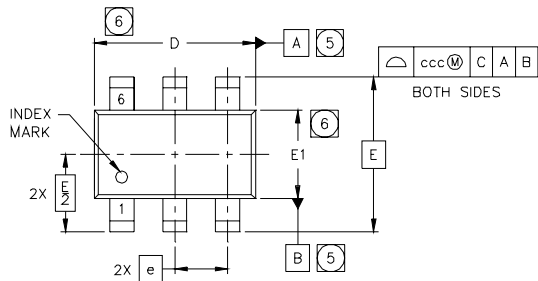 6
D
A 5
⌓ ccc Ⓜ C A B
BOTH SIDES
6
INDEX
MARK
6
E1
E
2X E/2
1
B 5
2X e